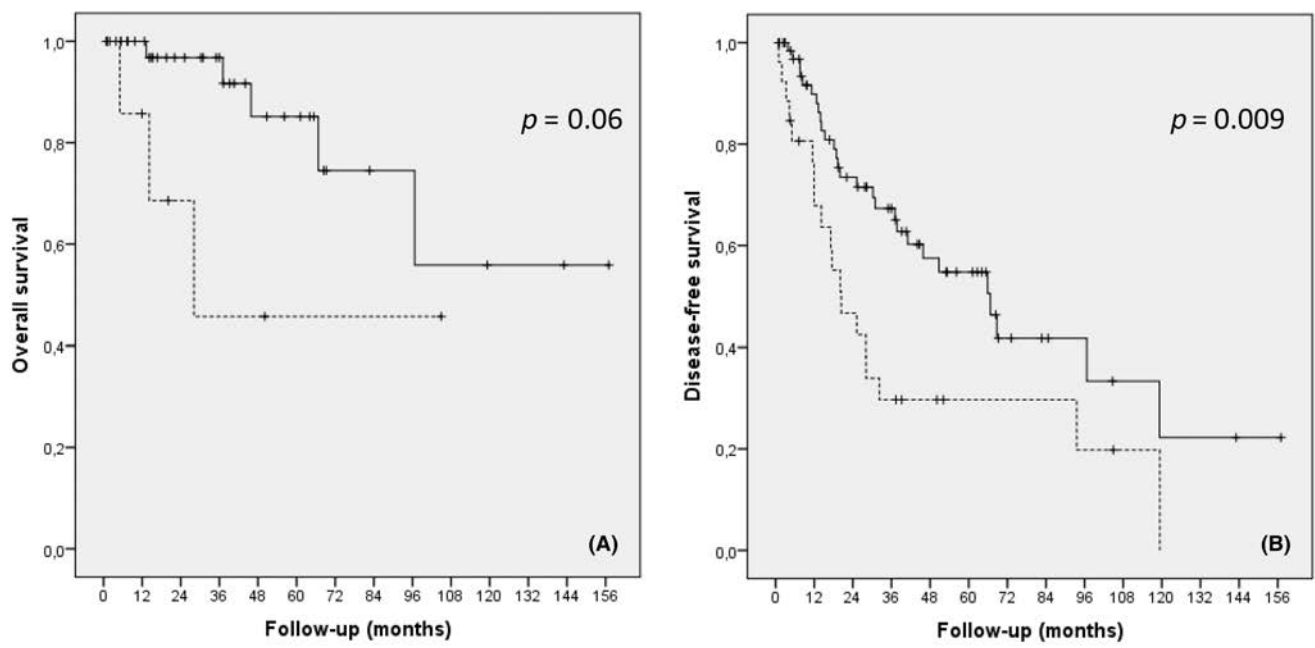 1,0
0,8
0,6
0,4
0,2
0,0
Overall survival
p = 0.06
(A)
0 12 24 36 48 60 72 84 96 108 120 132 144 156
Follow-up (months)
1,0
0,8
0,6
0,4
0,2
0,0
Disease-free survival
p = 0.009
(B)
0 12 24 36 48 60 72 84 96 108 120 132 144 156
Follow-up (months)